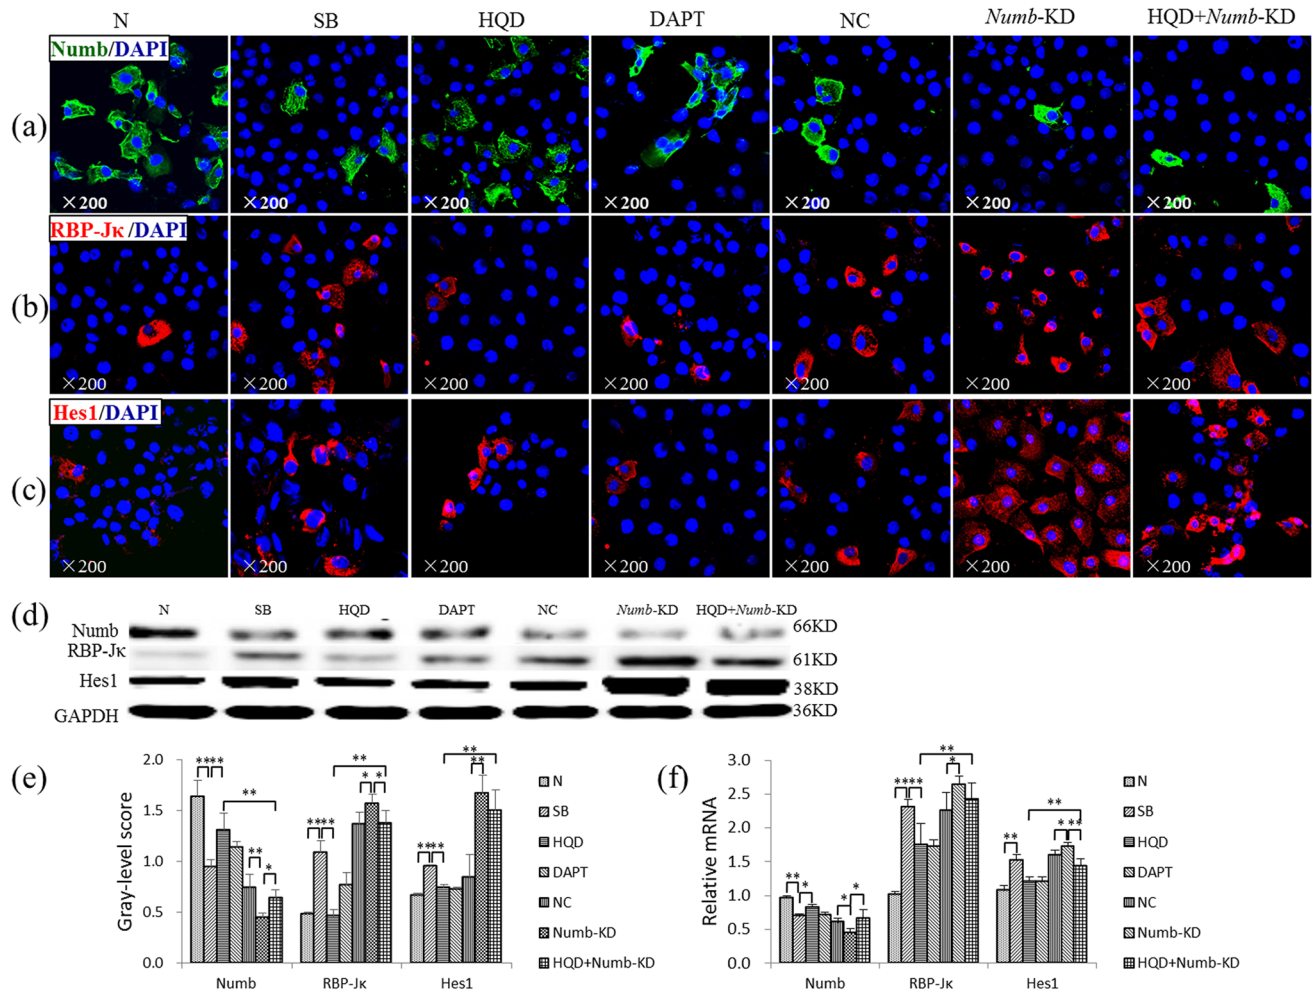 N SB HQD DAPT NC Numb-KD HQD+Numb-KD
(a) Numb/DAPI
×200 ×200 ×200 ×200 ×200 ×200 ×200
(b) RBP-Jκ /DAPI
×200 ×200 ×200 ×200 ×200 ×200 ×200
(c) Hes1/DAPI
×200 ×200 ×200 ×200 ×200 ×200 ×200
(d) N SB HQD DAPT NC Numb-KD HQD+Numb-KD
Numb 66KD
RBP-Jκ 61KD
Hes1 38KD
GAPDH 36KD
(e)
Gray-level score
2.0
1.5
1.0
0.5
0.0
** ** ** ** * *
** ** ** * *
** ** ** **
Numb RBP-Jκ Hes1
N
SB
HQD
DAPT
NC
Numb-KD
HQD+Numb-KD
(f)
Relative mRNA
3.0
2.5
2.0
1.5
1.0
0.5
0.0
** * * *
** ** ** *
** ** * **
Numb RBP-Jκ Hes1
N
SB
HQD
DAPT
NC
Numb-KD
HQD+Numb-KD